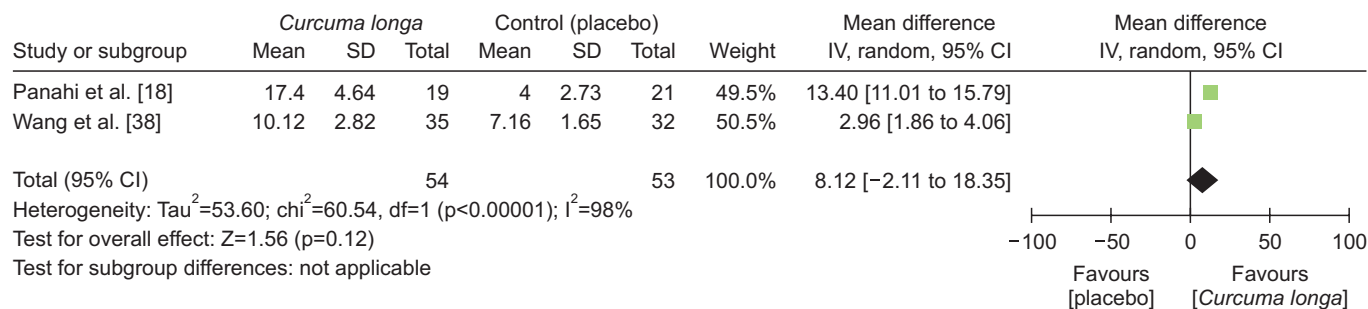 Curcuma longa Control (placebo) Mean difference Mean difference
Study or subgroup Mean SD Total Mean SD Total Weight IV, random, 95% CI IV, random, 95% CI
Panahi et al. [18] 17.4 4.64 19 4 2.73 21 49.5% 13.40 [11.01 to 15.79]
Wang et al. [38] 10.12 2.82 35 7.16 1.65 32 50.5% 2.96 [1.86 to 4.06]
Total (95% CI) 54 53 100.0% 8.12 [−2.11 to 18.35]
Heterogeneity: Tau²=53.60; chi²=60.54, df=1 (p<0.00001); I²=98%
Test for overall effect: Z=1.56 (p=0.12)
Test for subgroup differences: not applicable
−100 −50 0 50 100
Favours Favours
[placebo] [Curcuma longa]